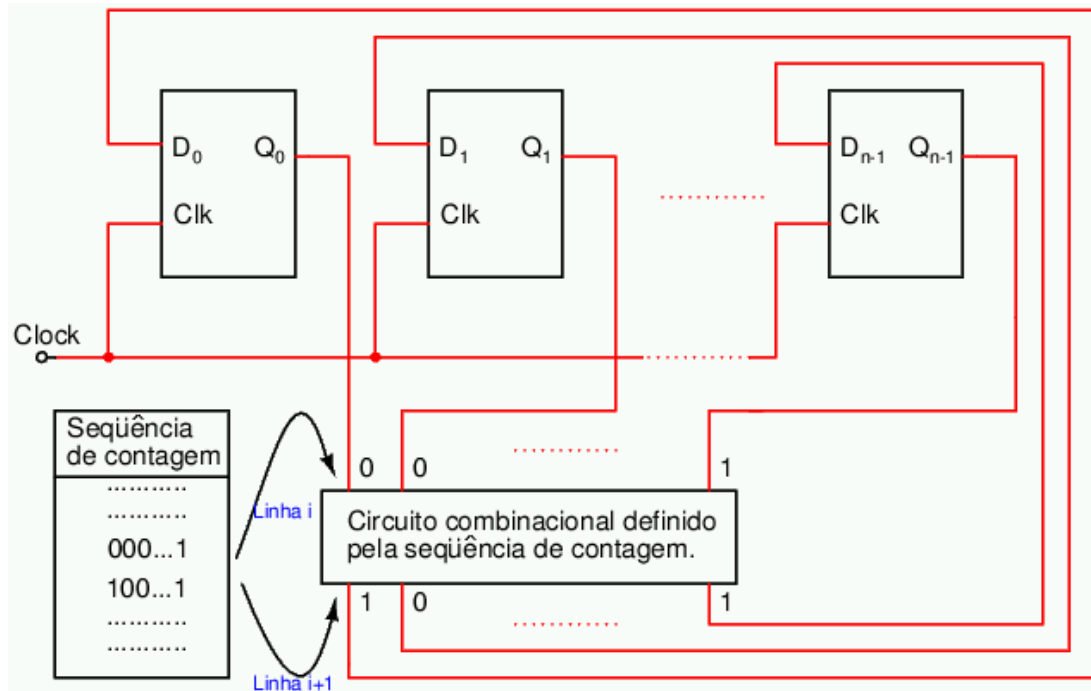 D0 Q0
Clk
D1 Q1
Clk
Dn-1 Qn-1
Clk
Clock
Seqüência
de contagem
...........
...........
000...1
100...1
...........
...........
Linha i
Linha i+1
0 0 1
Circuito combinacional definido
pela seqüência de contagem.
1 0 1